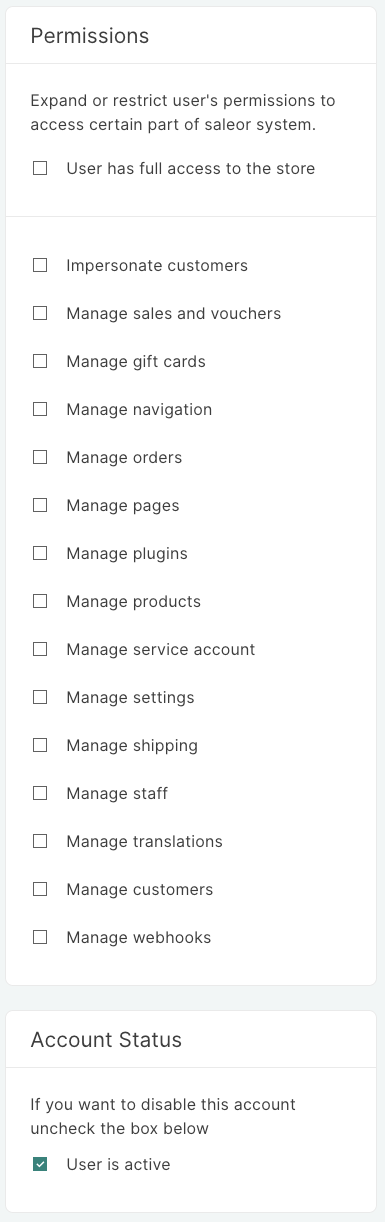 Permissions
Expand or restrict user's permissions to
access certain part of saleor system.
User has full access to the store
Impersonate customers
Manage sales and vouchers
Manage gift cards
Manage navigation
Manage orders
Manage pages
Manage plugins
Manage products
Manage service account
Manage settings
Manage shipping
Manage staff
Manage translations
Manage customers
Manage webhooks
Account Status
If you want to disable this account
uncheck the box below
User is active